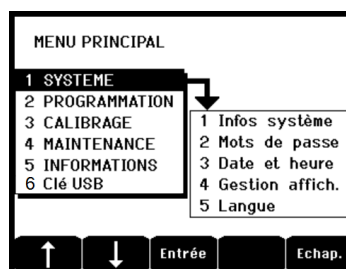 MENU PRINCIPAL
1 SYSTEME
2 PROGRAMMATION
3 CALIBRAGE
4 MAINTENANCE
5 INFORMATIONS
6 Clé USB
1 Infos système
2 Mots de passe
3 Date et heure
4 Gestion affich.
5 Langue
↑ ↓ Entrée Echap.